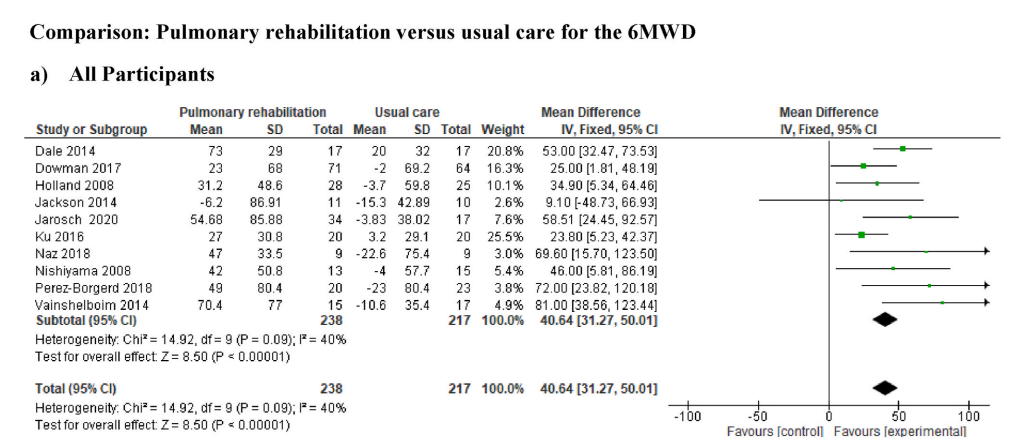 Comparison: Pulmonary rehabilitation versus usual care for the 6MWD
a) All Participants
Pulmonary rehabilitation Usual care Mean Difference Mean Difference
Study or Subgroup Mean SD Total Mean SD Total Weight IV, Fixed, 95% CI IV, Fixed, 95% CI
Dale 2014 73 29 17 20 32 17 20.8% 53.00 [32.47, 73.53]
Dowman 2017 23 68 71 -2 69.2 64 16.3% 25.00 [1.81, 48.19]
Holland 2008 31.2 48.6 28 -3.7 59.8 25 10.1% 34.90 [5.34, 64.46]
Jackson 2014 -6.2 86.91 11 -15.3 42.89 10 2.6% 9.10 [-48.73, 66.93]
Jarosch 2020 54.68 85.88 34 -3.83 38.02 17 7.6% 58.51 [24.45, 92.57]
Ku 2016 27 30.8 20 3.2 29.1 20 25.5% 23.80 [5.23, 42.37]
Naz 2018 47 33.5 9 -22.6 75.4 9 3.0% 69.60 [15.70, 123.50]
Nishiyama 2008 42 50.8 13 -4 57.7 15 5.4% 46.00 [5.81, 86.19]
Perez-Borgerd 2018 49 80.4 20 -23 80.4 23 3.8% 72.00 [23.82, 120.18]
Vainshelboim 2014 70.4 77 15 -10.6 35.4 17 4.9% 81.00 [38.56, 123.44]
Subtotal (95% CI) 238 217 100.0% 40.64 [31.27, 50.01]
Heterogeneity: Chi² = 14.92, df = 9 (P = 0.09); I² = 40%
Test for overall effect: Z = 8.50 (P < 0.00001)
Total (95% CI) 238 217 100.0% 40.64 [31.27, 50.01]
Heterogeneity: Chi² = 14.92, df = 9 (P = 0.09); I² = 40%
Test for overall effect: Z = 8.50 (P < 0.00001)
-100 -50 0 50 100
Favours [control] Favours [experimental]